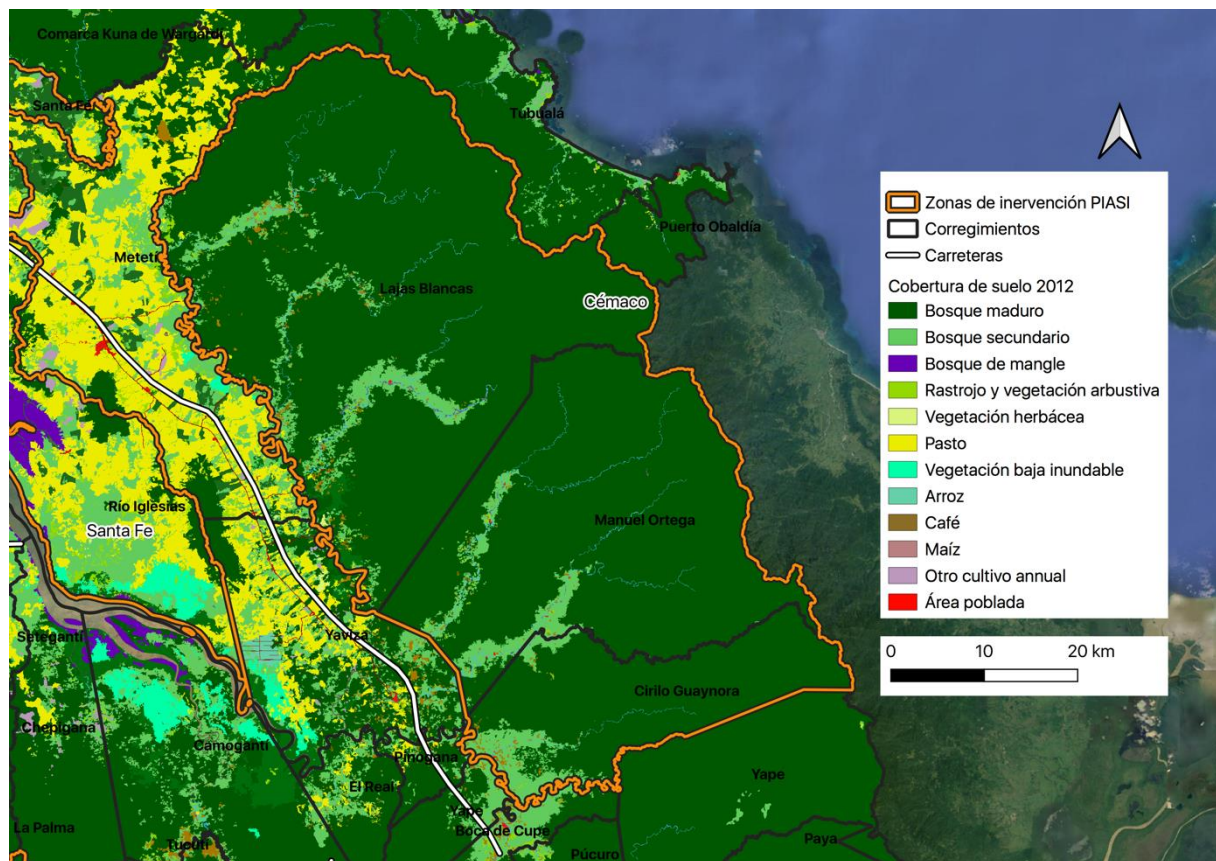 Comarca Kuna de Wargandi
Santa Fe
Tubualá
Puerto Obaldía
Metetí
Lajas Blancas
Cémaco
Río Iglesias
Santa Fe
Manuel Ortega
Setegantí
Yaviza
Cirilo Guaynora
Chepigana
Camogantí
Pinogana
El Real
Yape
Yape
La Palma
Tucutí
Boca de Cupe
Púcuro
Paya
Zonas de inervención PIASI
Corregimientos
Carreteras
Cobertura de suelo 2012
Bosque maduro
Bosque secundario
Bosque de mangle
Rastrojo y vegetación arbustiva
Vegetación herbácea
Pasto
Vegetación baja inundable
Arroz
Café
Maíz
Otro cultivo annual
Área poblada
0 10 20 km